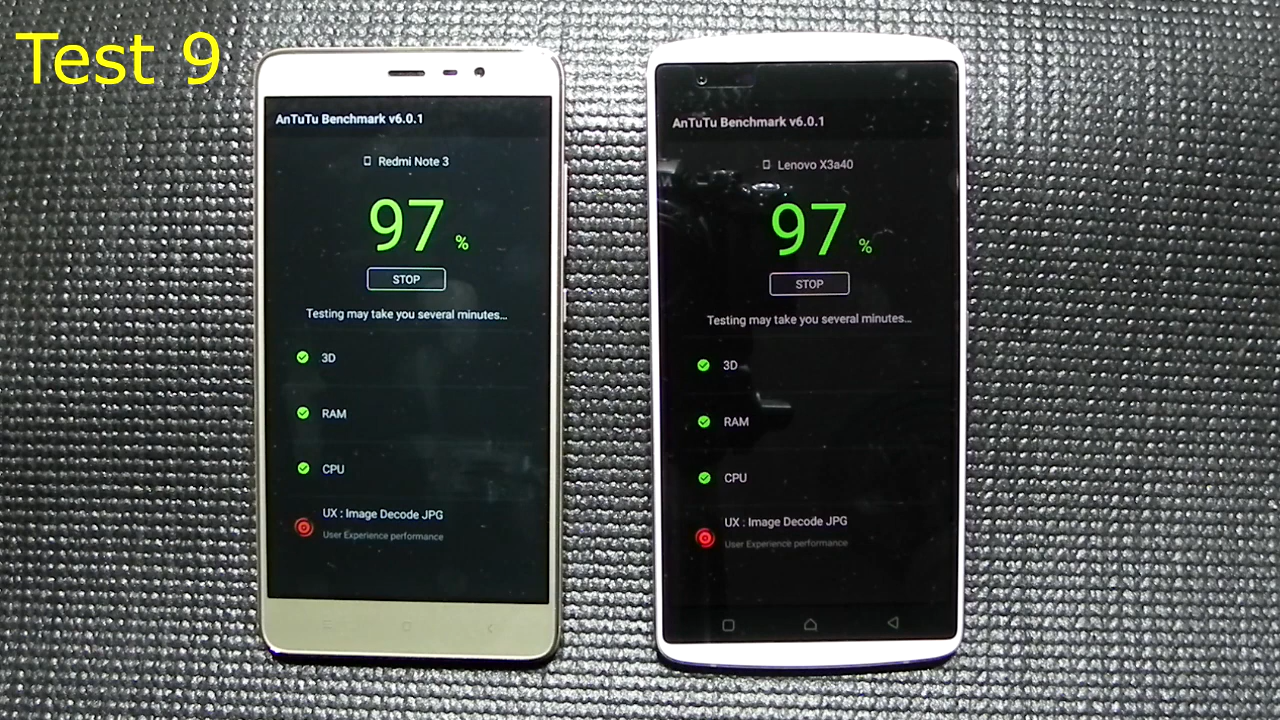 Test 9
AnTuTu Benchmark v6.0.1
Redmi Note 3
97 %
STOP
Testing may take you several minutes...
3D
RAM
CPU
UX : Image Decode JPG
User Experience performance
AnTuTu Benchmark v6.0.1
Lenovo X3a40
97 %
STOP
Testing may take you several minutes...
3D
RAM
CPU
UX : Image Decode JPG
User Experience performance